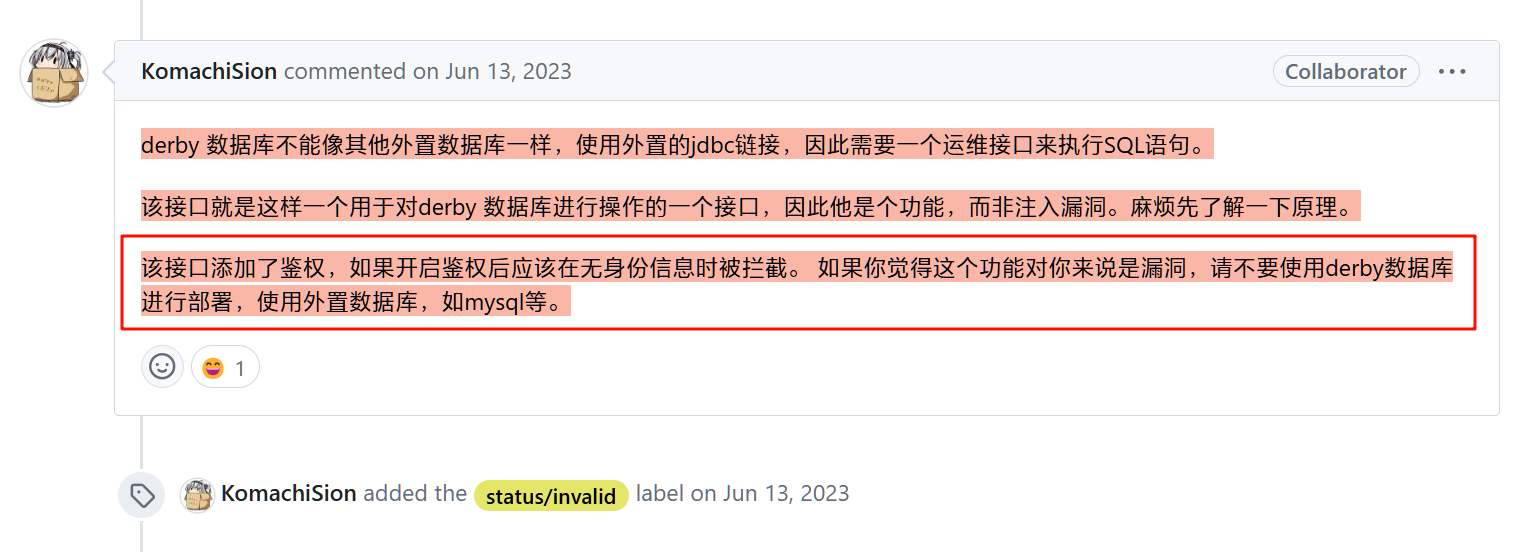 KomachiSion commented on Jun 13, 2023
Collaborator
derby 数据库不能像其他外置数据库一样，使用外置的jdbc链接，因此需要一个运维接口来执行SQL语句。
该接口就是这样一个用于对derby 数据库进行操作的一个接口，因此他是个功能，而非注入漏洞。麻烦先了解一下原理。
该接口添加了鉴权，如果开启鉴权后应该在无身份信息时被拦截。 如果你觉得这个功能对你来说是漏洞，请不要使用derby数据库
进行部署，使用外置数据库，如mysql等。
1
KomachiSion added the status/invalid label on Jun 13, 2023